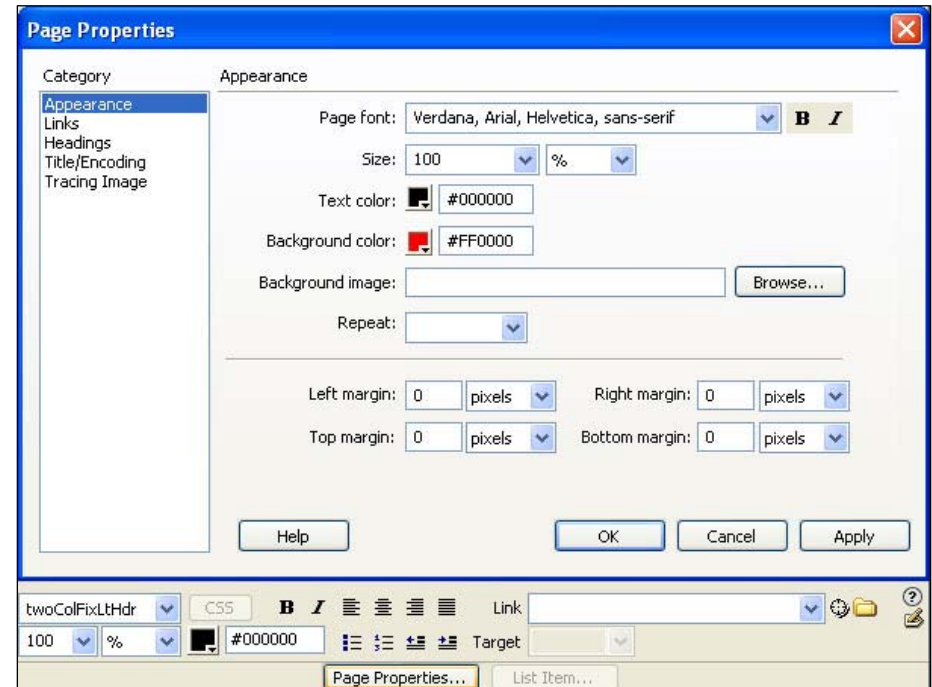 Page Properties
Category
Appearance
Links
Headings
Title/Encoding
Tracing Image
Appearance
Page font: Verdana, Arial, Helvetica, sans-serif B I
Size: 100 %
Text color: #000000
Background color: #FF0000
Background image: Browse...
Repeat:
Left margin: 0 pixels Right margin: 0 pixels
Top margin: 0 pixels Bottom margin: 0 pixels
Help OK Cancel Apply
twoColFixLtHdr CSS B I Link
100 % #000000 Target
Page Properties... List Item...